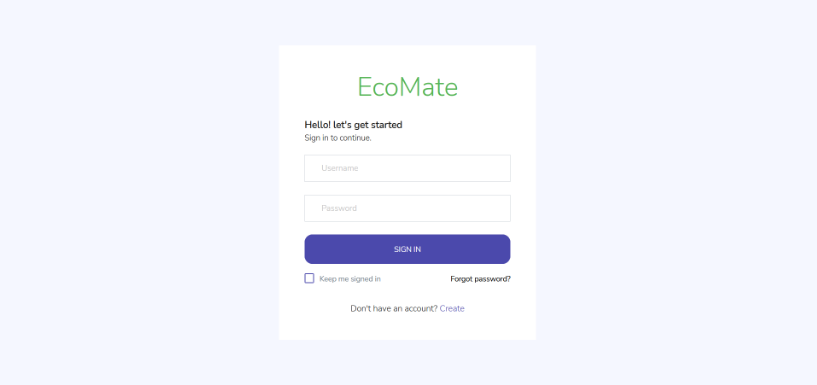 EcoMate
Hello! let's get started
Sign in to continue.
Username
Password
SIGN IN
Keep me signed in
Forgot password?
Don't have an account? Create